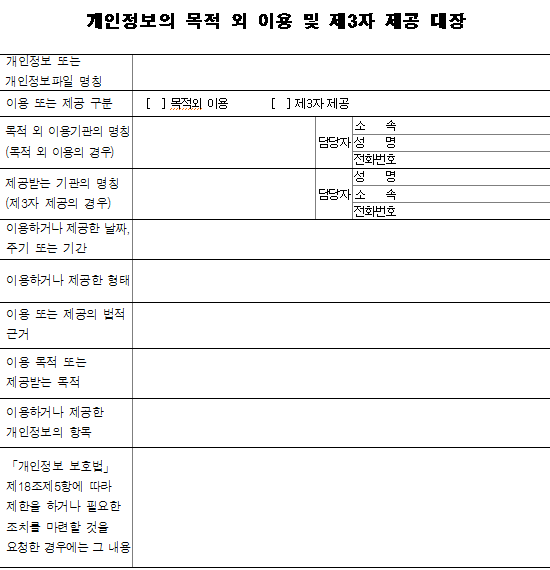 개인정보의 목적 외 이용 및 제3자 제공 대장
개인정보 또는
개인정보파일 명칭
이용 또는 제공 구분 [ ] 목적외 이용 [ ] 제3자 제공
목적 외 이용기관의 명칭
(목적 외 이용의 경우)
담당자
소 속
성 명
전화번호
제공받는 기관의 명칭
(제3자 제공의 경우)
담당자
성 명
소 속
전화번호
이용하거나 제공한 날짜,
주기 또는 기간
이용하거나 제공한 형태
이용 또는 제공의 법적
근거
이용 목적 또는
제공받는 목적
이용하거나 제공한
개인정보의 항목
「개인정보 보호법」
제18조제5항에 따라
제한을 하거나 필요한
조치를 마련할 것을
요청한 경우에는 그 내용